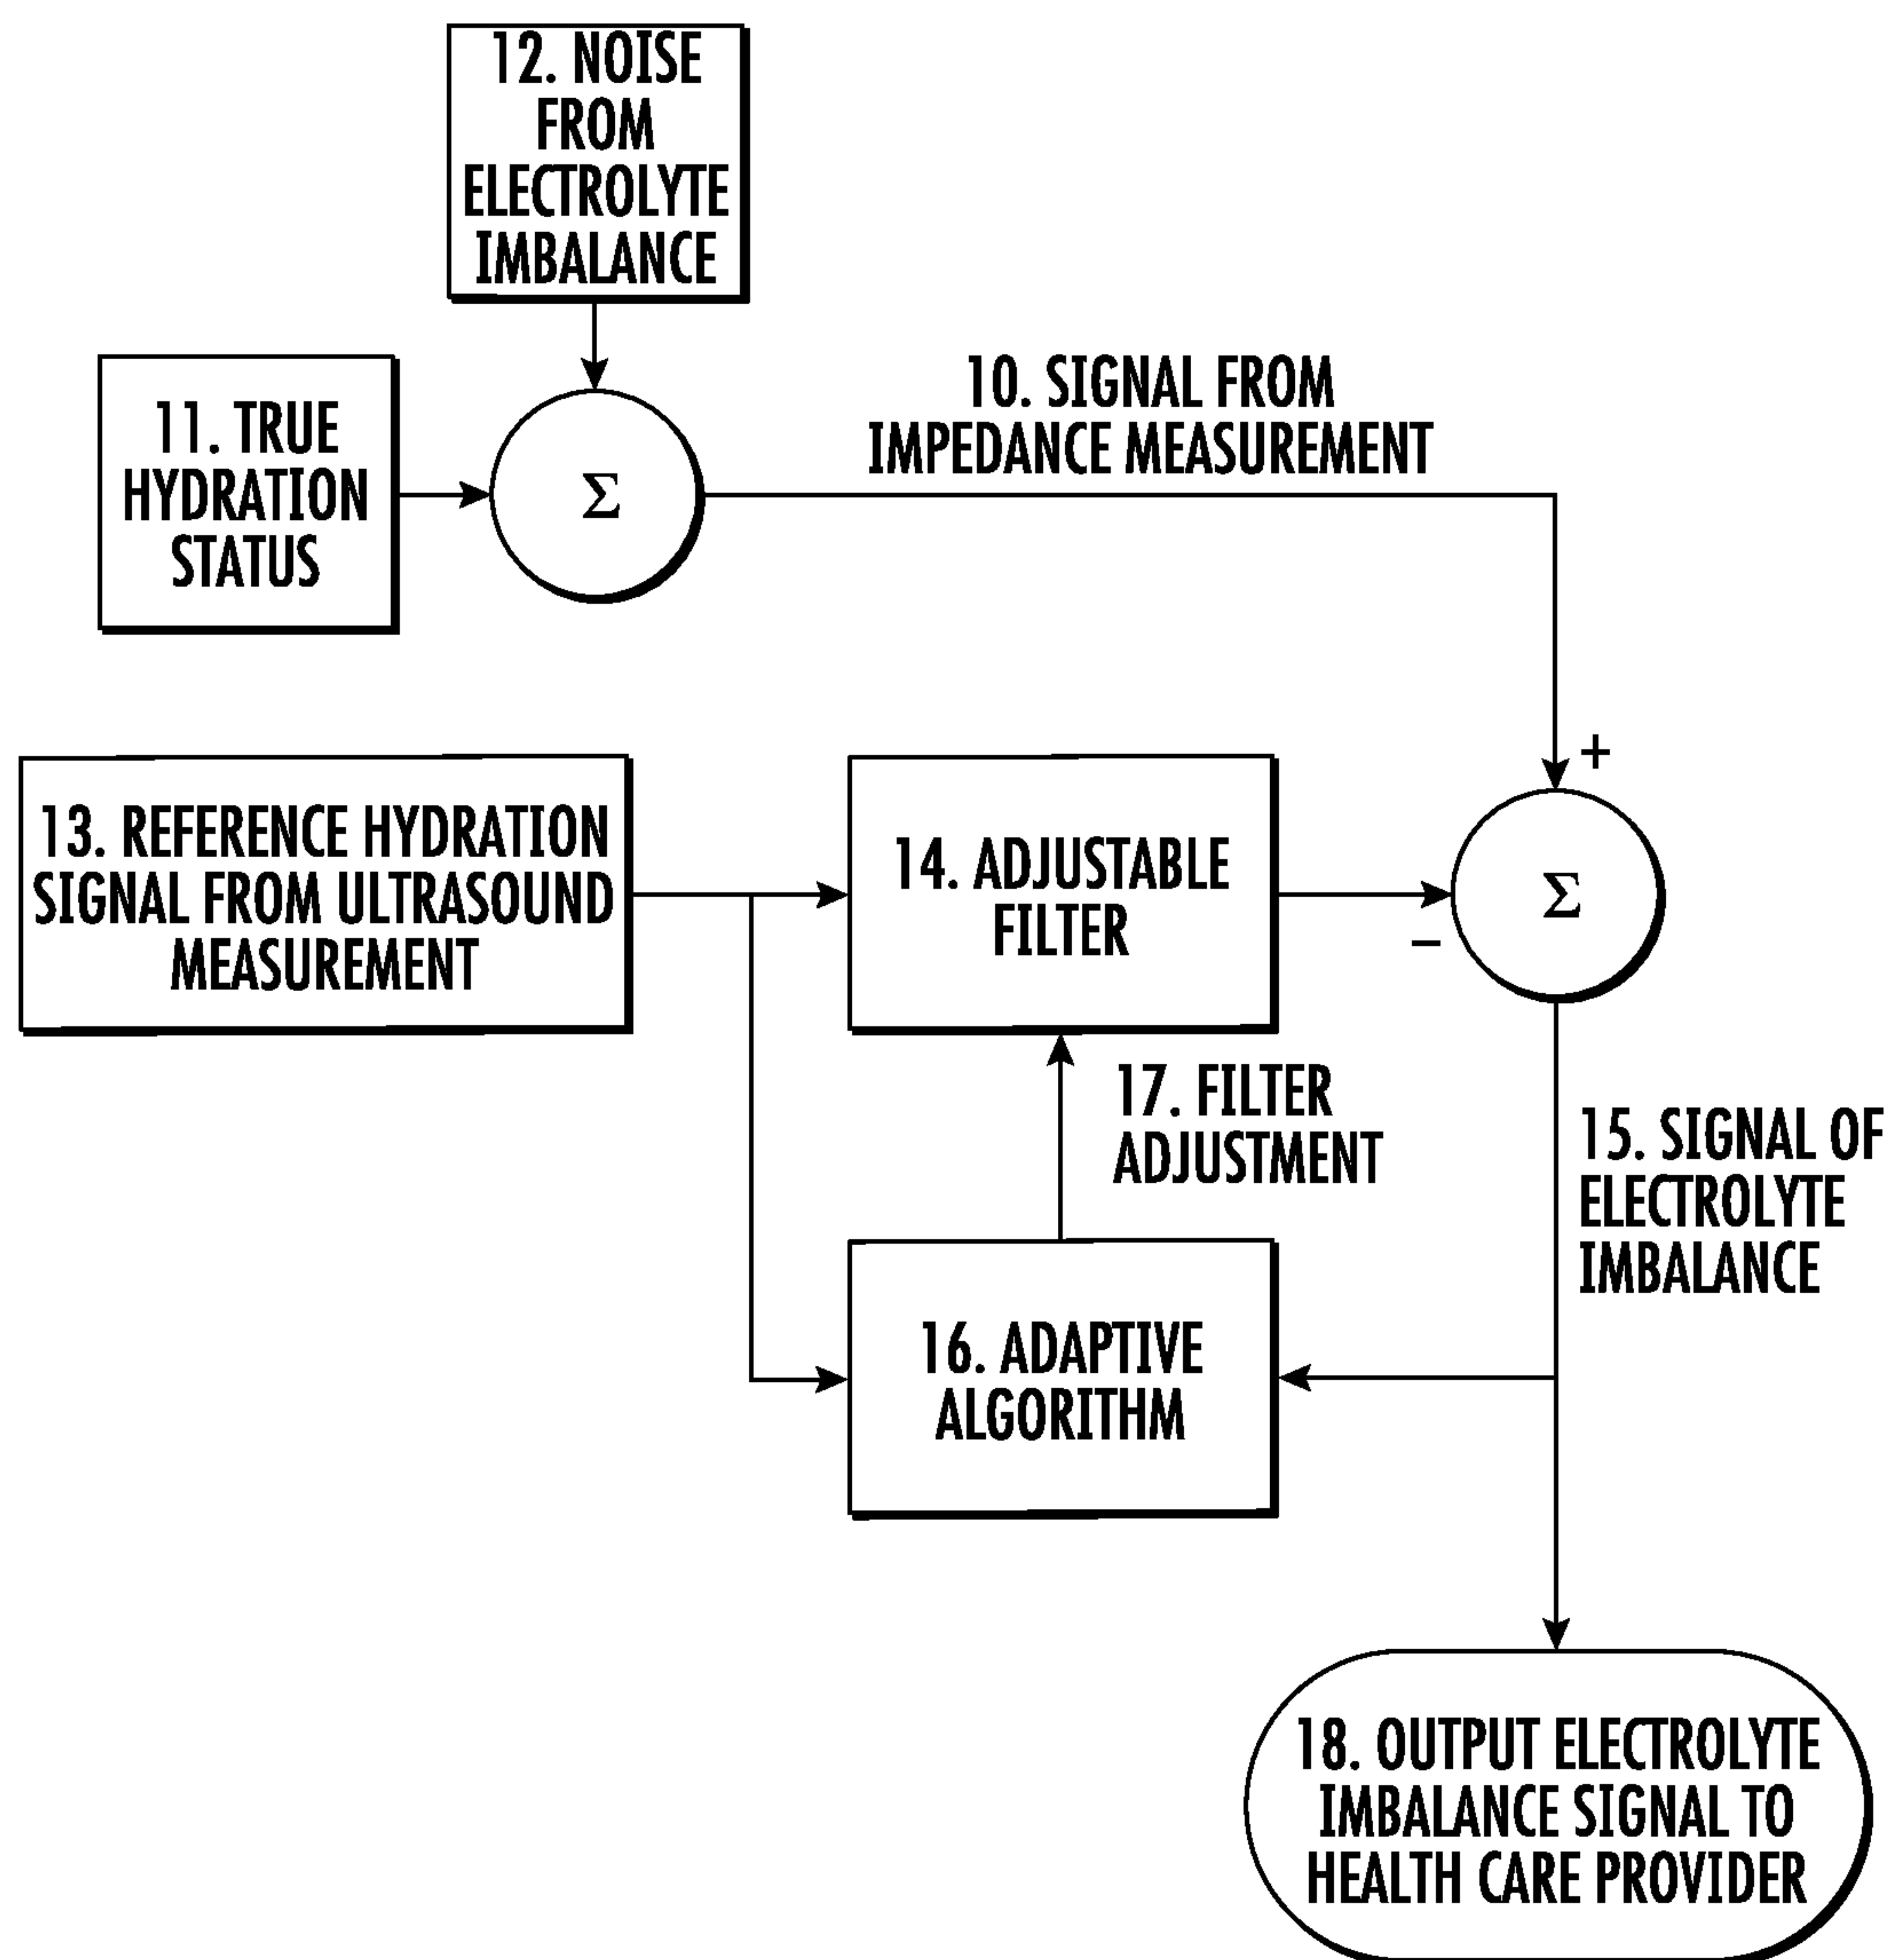 12. NOISE
FROM
ELECTROLYTE
IMBALANCE
11. TRUE
HYDRATION
STATUS
Σ
10. SIGNAL FROM
IMPEDANCE MEASUREMENT
+
13. REFERENCE HYDRATION
SIGNAL FROM ULTRASOUND
MEASUREMENT
14. ADJUSTABLE
FILTER
−
Σ
17. FILTER
ADJUSTMENT
15. SIGNAL OF
ELECTROLYTE
IMBALANCE
16. ADAPTIVE
ALGORITHM
18. OUTPUT ELECTROLYTE
IMBALANCE SIGNAL TO
HEALTH CARE PROVIDER